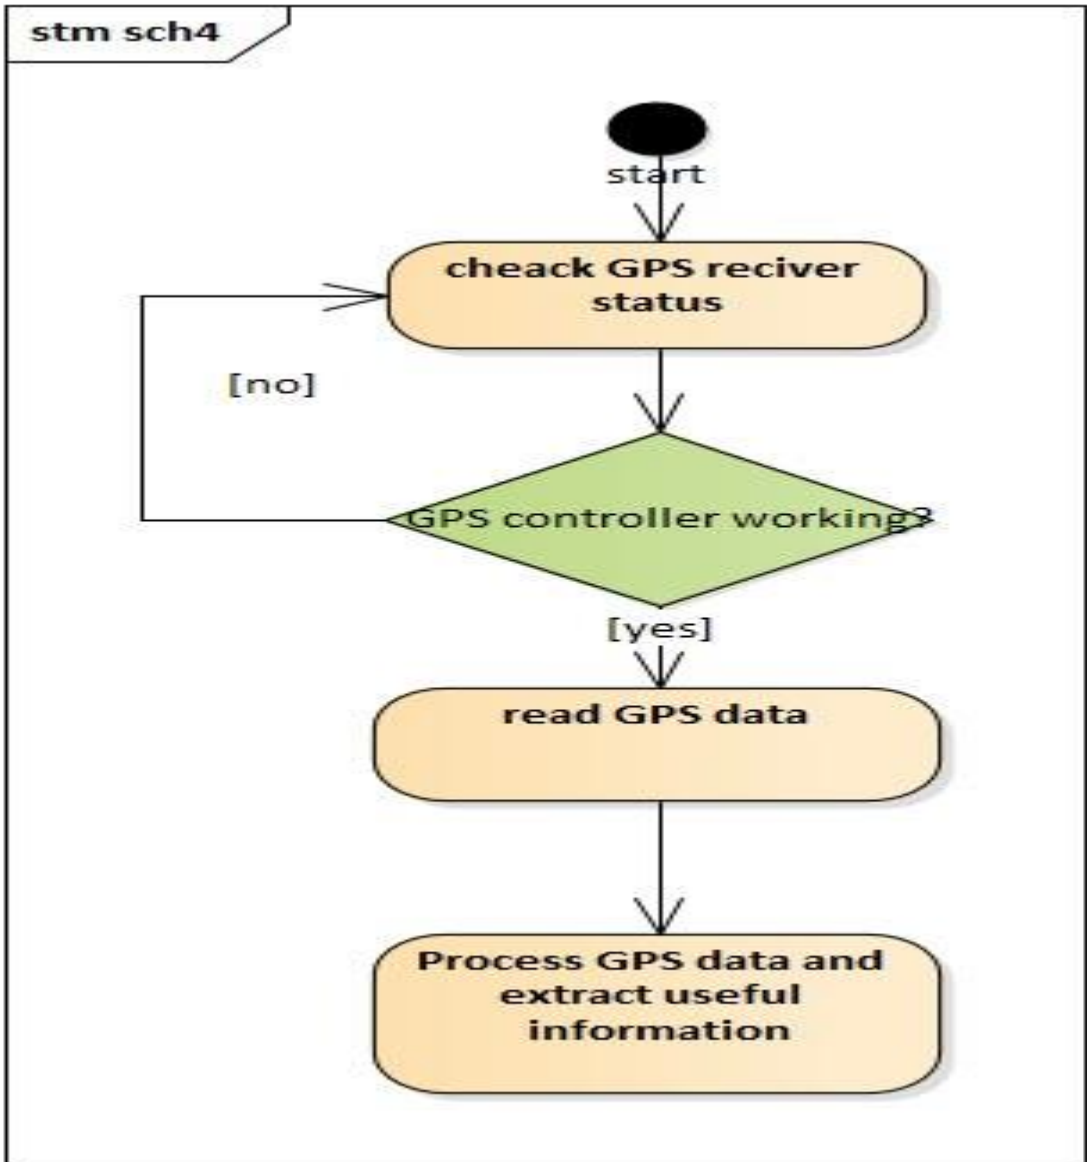 stm sch4
start
cheack GPS reciver
status
[no]
GPS controller working?
[yes]
read GPS data
Process GPS data and
extract useful
information